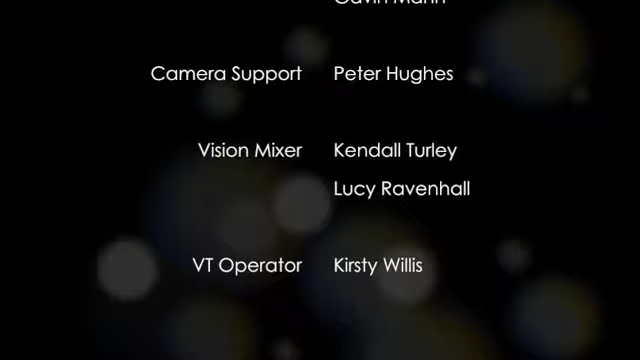 Camera Support Peter Hughes
Vision Mixer Kendall Turley
Lucy Ravenhall
VT Operator Kirsty Willis